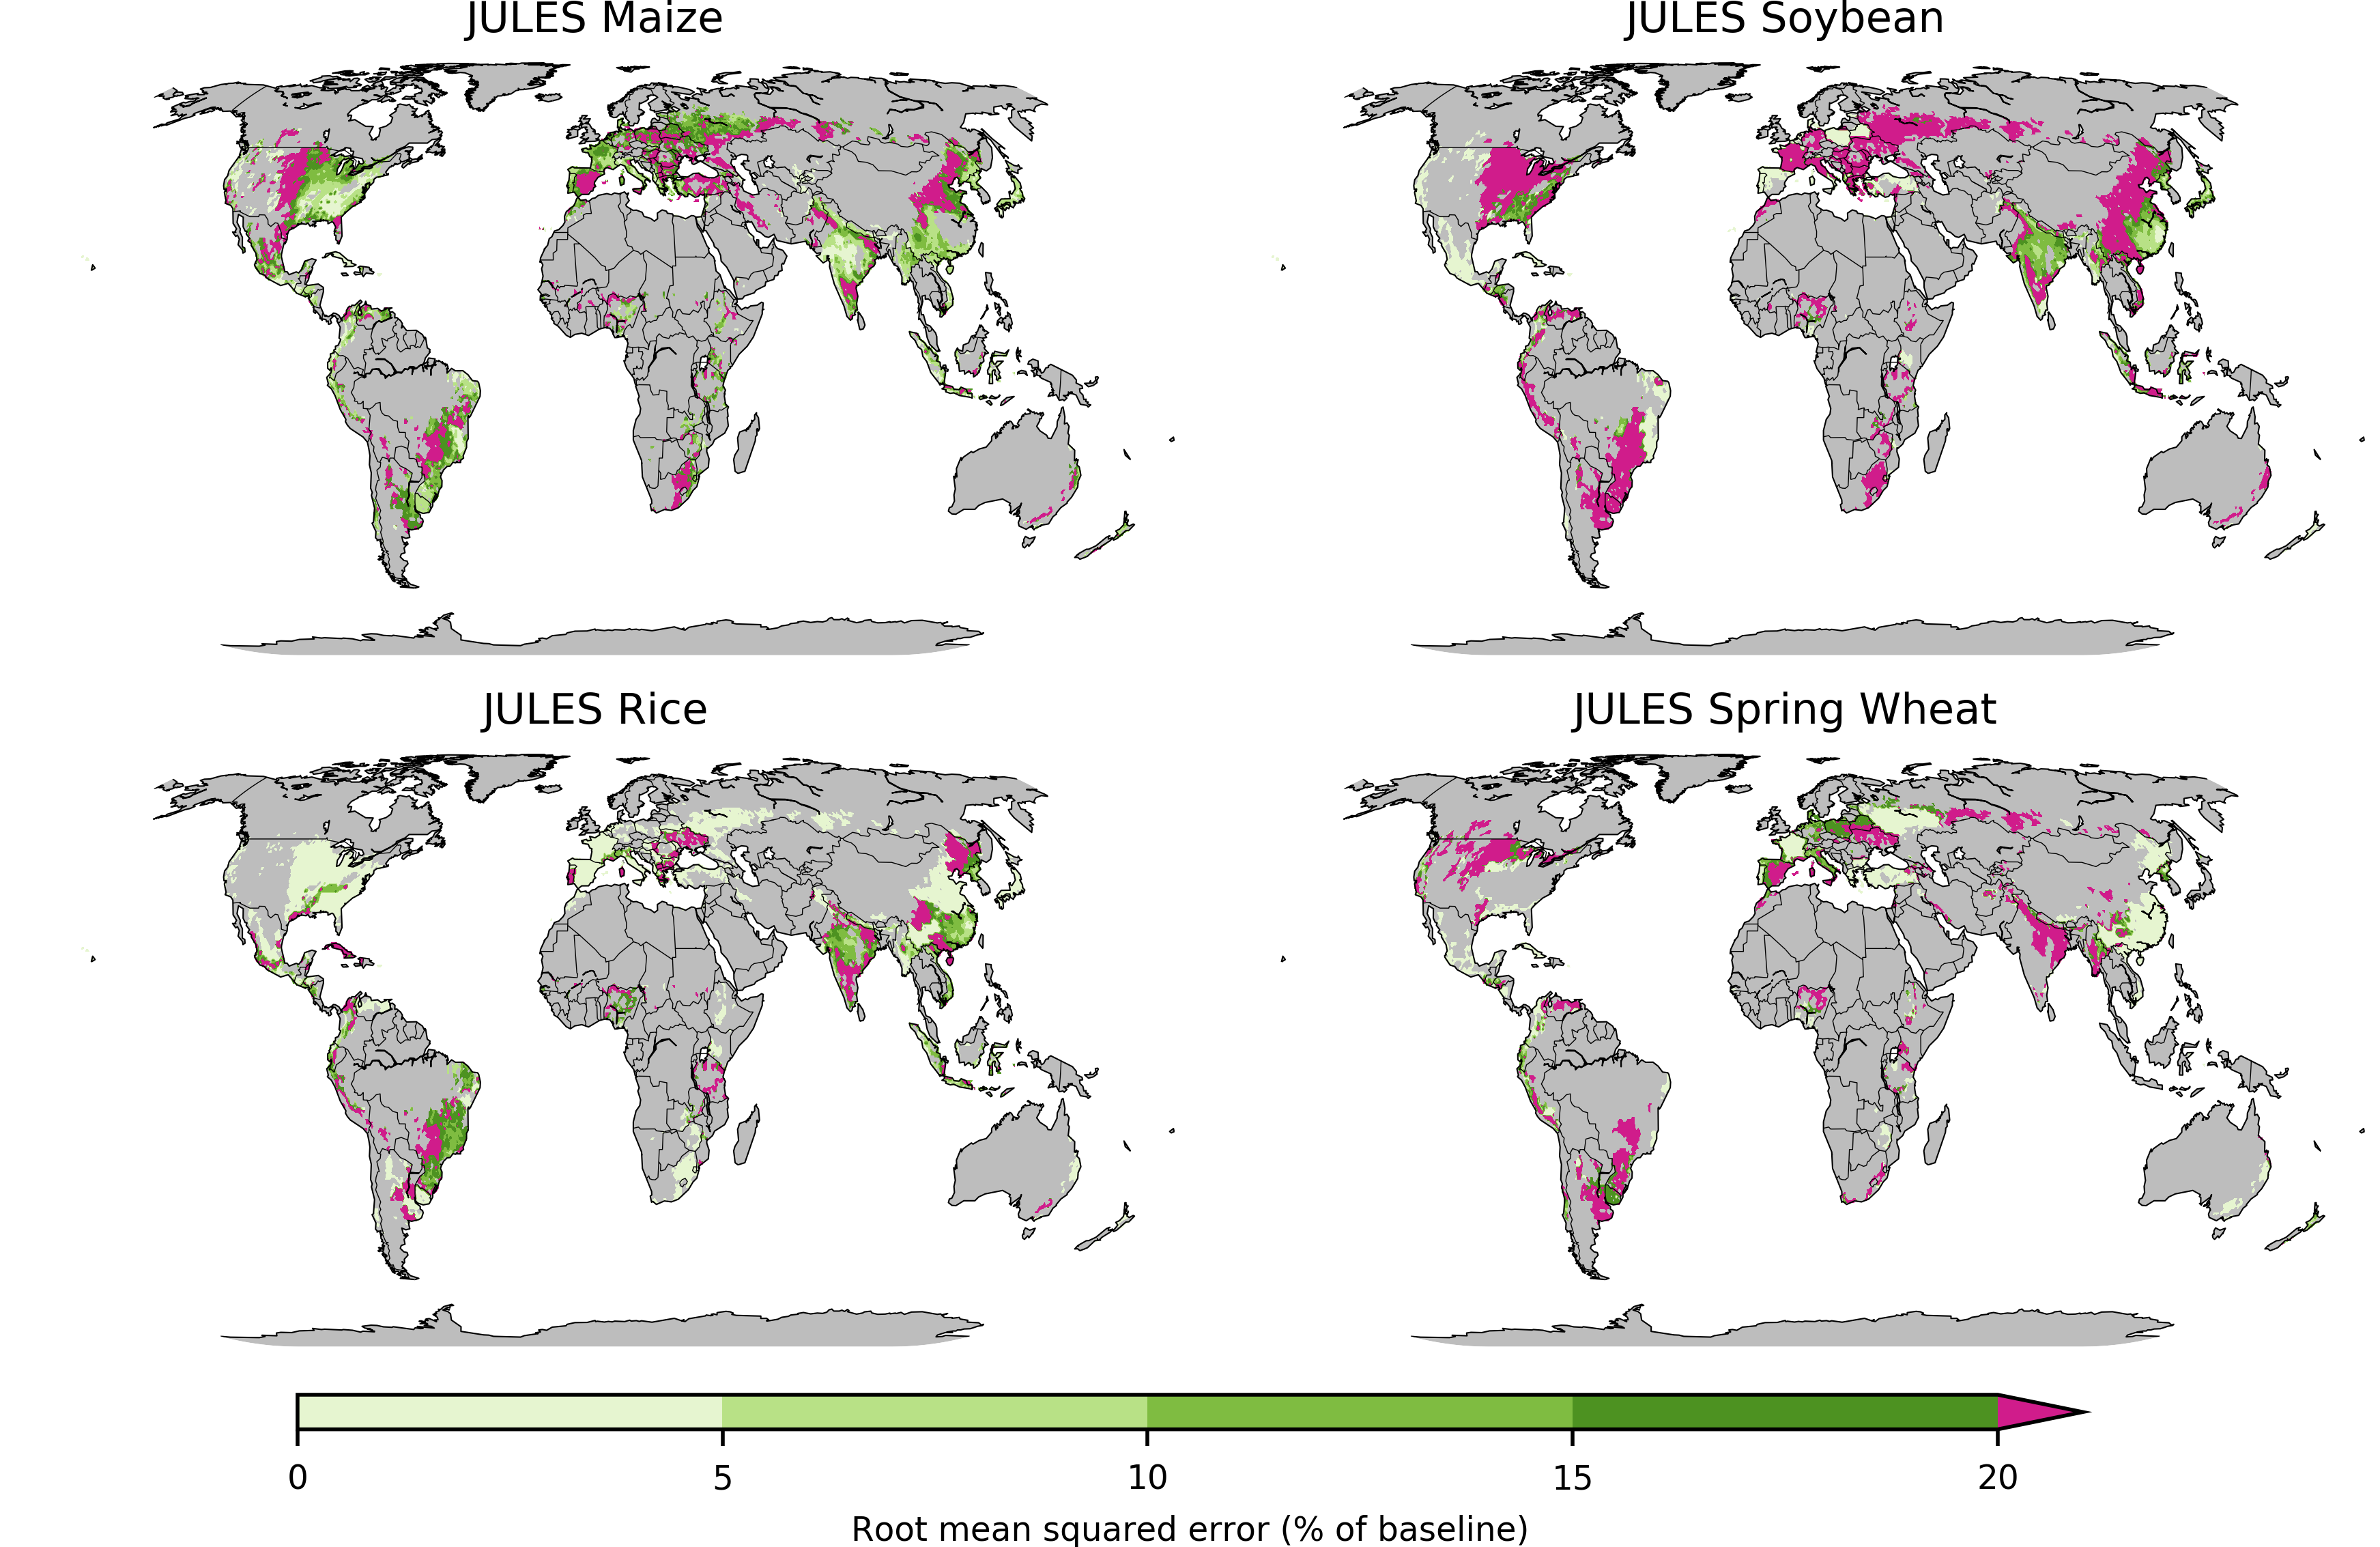 JULES Maize
JULES Soybean
JULES Rice
JULES Spring Wheat
0 5 10 15 20
Root mean squared error (% of baseline)